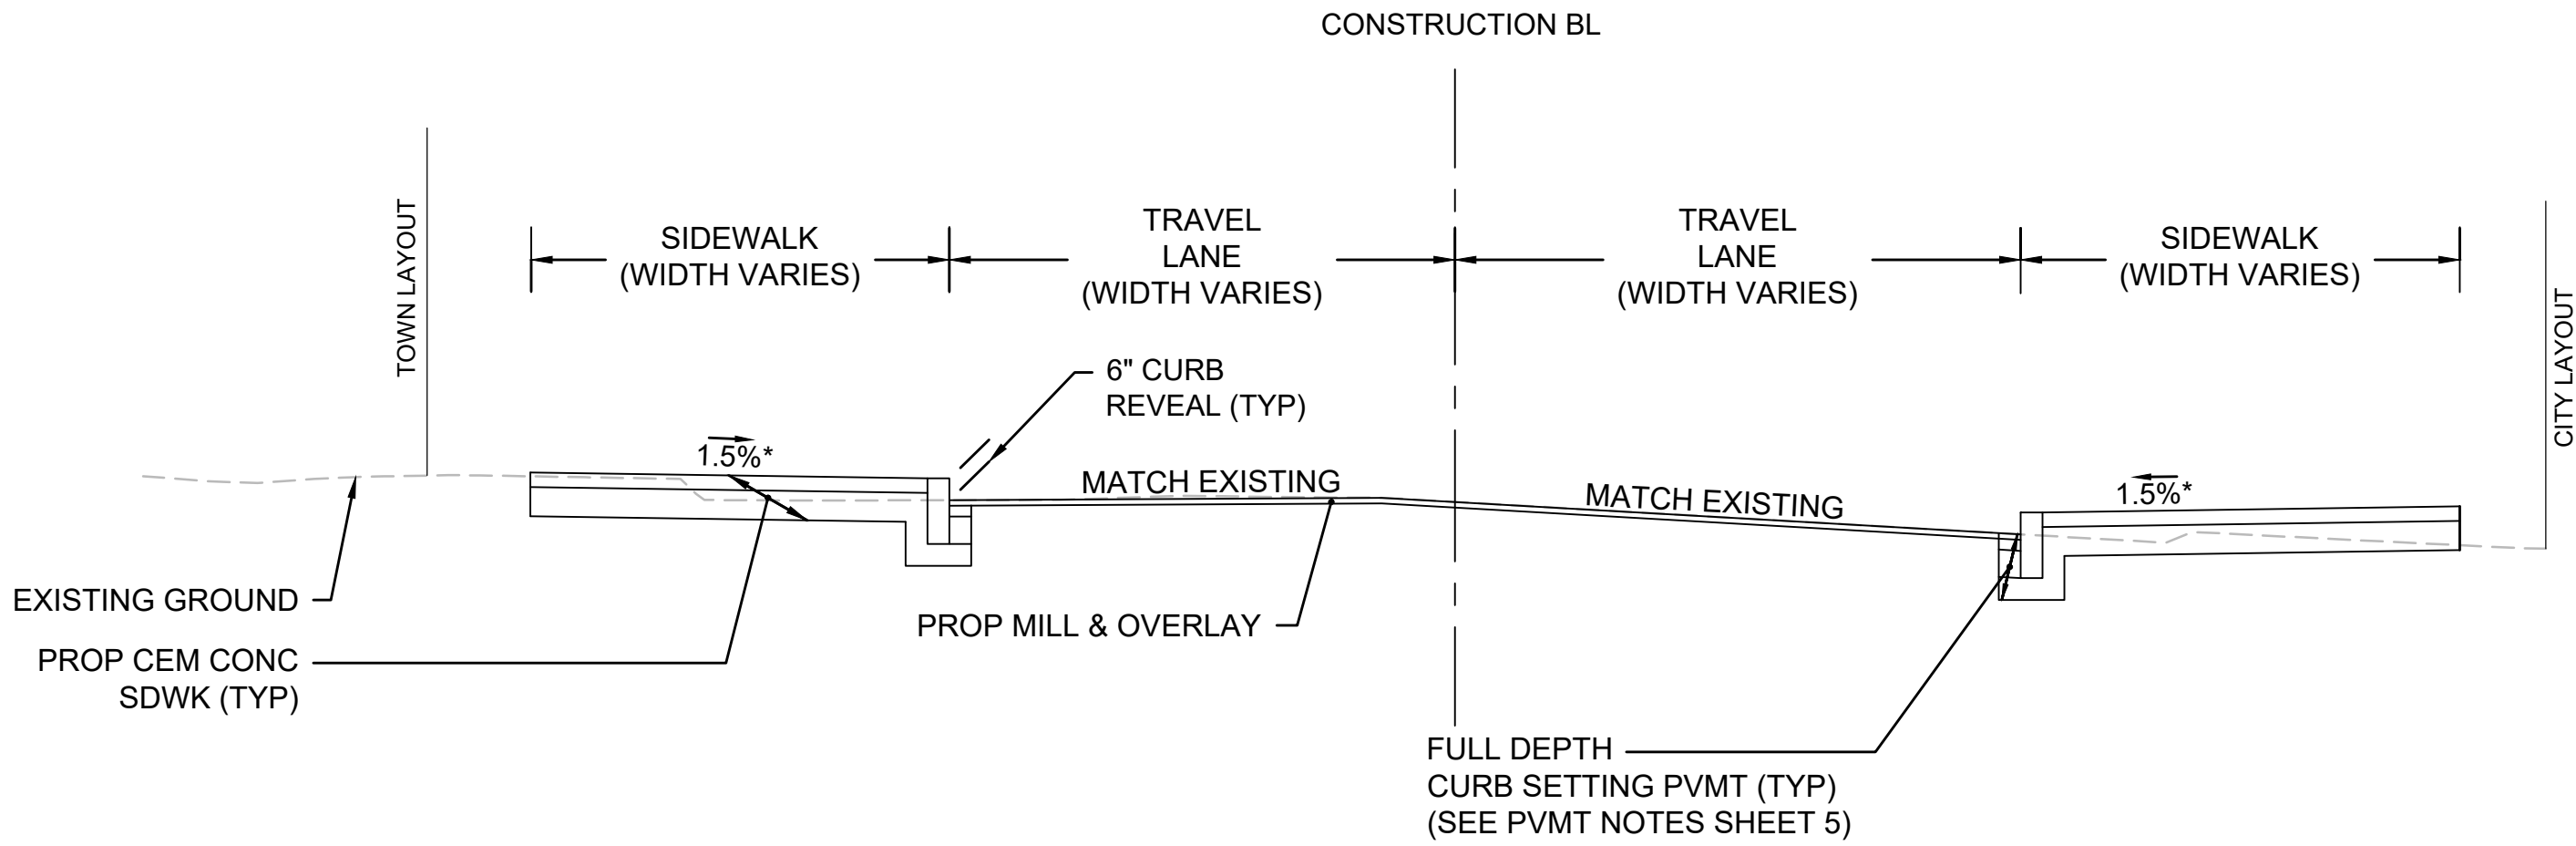 CONSTRUCTION BL
TOWN LAYOUT
SIDEWALK
(WIDTH VARIES)
TRAVEL
LANE
(WIDTH VARIES)
TRAVEL
LANE
(WIDTH VARIES)
SIDEWALK
(WIDTH VARIES)
CITY LAYOUT
6" CURB
REVEAL (TYP)
1.5%*
MATCH EXISTING
MATCH EXISTING
1.5%*
EXISTING GROUND
PROP MILL & OVERLAY
PROP CEM CONC
SDWK (TYP)
FULL DEPTH
CURB SETTING PVMT (TYP)
(SEE PVMT NOTES SHEET 5)